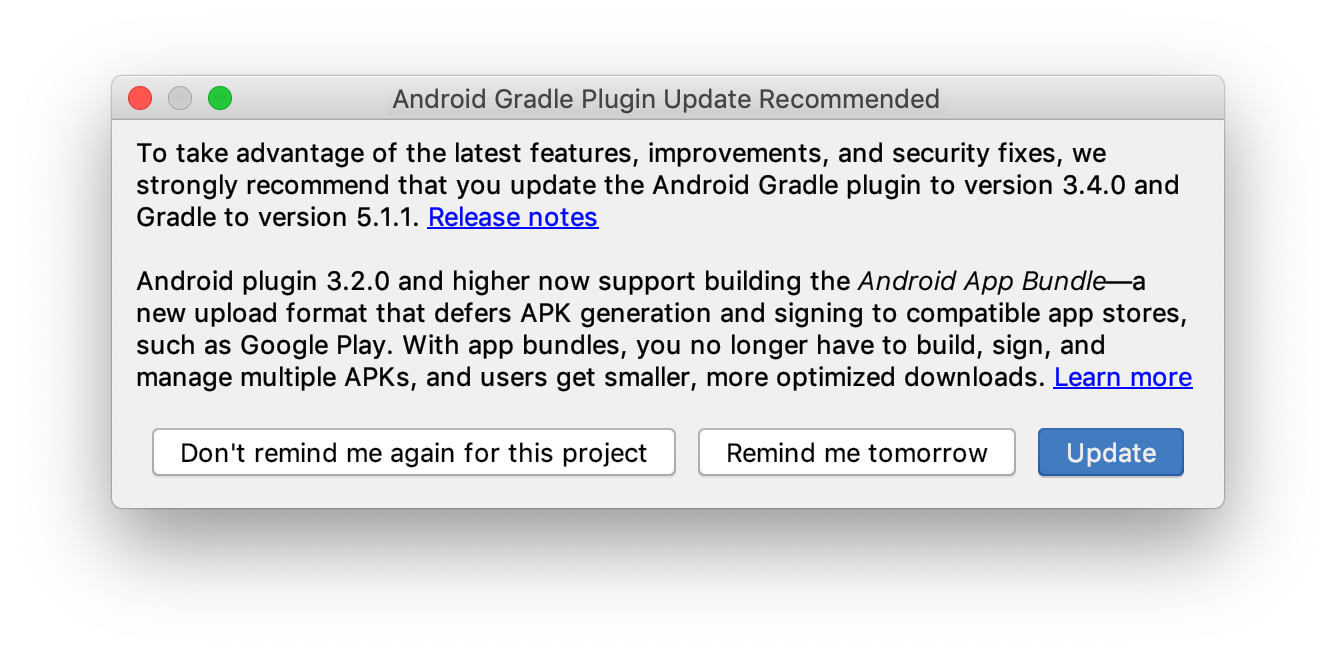 Android Gradle Plugin Update Recommended
To take advantage of the latest features, improvements, and security fixes, we
strongly recommend that you update the Android Gradle plugin to version 3.4.0 and
Gradle to version 5.1.1. Release notes
Android plugin 3.2.0 and higher now support building the Android App Bundle—a
new upload format that defers APK generation and signing to compatible app stores,
such as Google Play. With app bundles, you no longer have to build, sign, and
manage multiple APKs, and users get smaller, more optimized downloads. Learn more
Don't remind me again for this project
Remind me tomorrow
Update